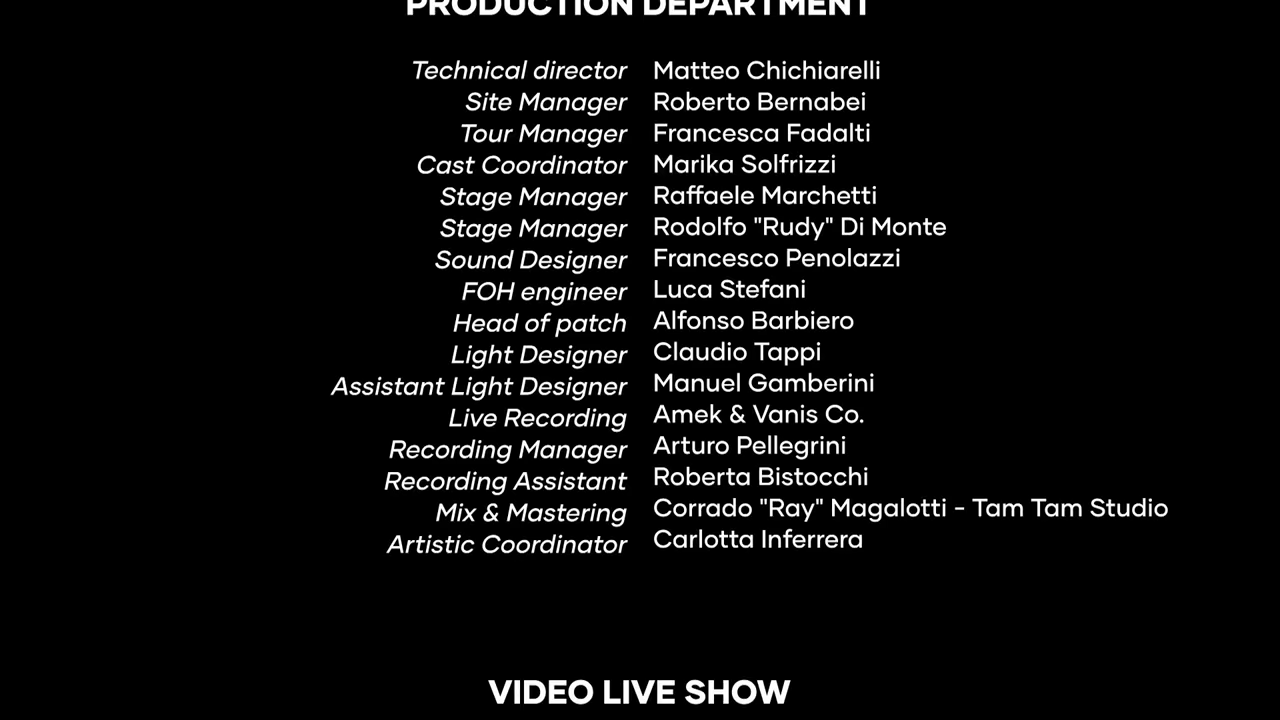 PRODUCTION DEPARTMENT
Technical director Matteo Chichiarelli
Site Manager Roberto Bernabei
Tour Manager Francesca Fadalti
Cast Coordinator Marika Solfrizzi
Stage Manager Raffaele Marchetti
Stage Manager Rodolfo "Rudy" Di Monte
Sound Designer Francesco Penolazzi
FOH engineer Luca Stefani
Head of patch Alfonso Barbiero
Light Designer Claudio Tappi
Assistant Light Designer Manuel Gamberini
Live Recording Amek & Vanis Co.
Recording Manager Arturo Pellegrini
Recording Assistant Roberta Bistocchi
Mix & Mastering Corrado "Ray" Magalotti - Tam Tam Studio
Artistic Coordinator Carlotta Inferrera
VIDEO LIVE SHOW